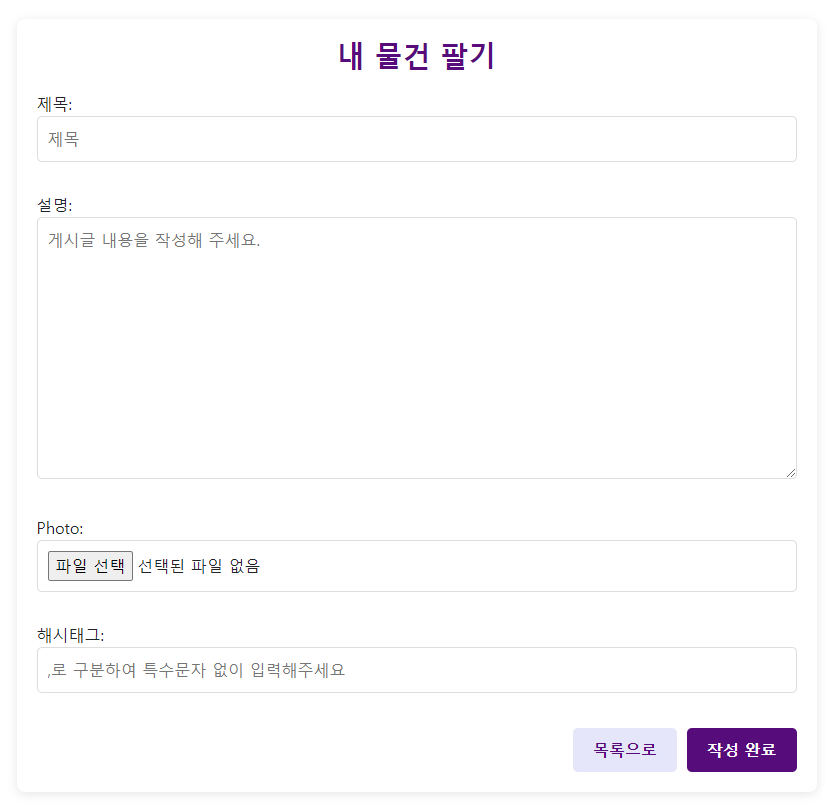 내 물건 팔기
제목:
제목
설명:
게시글 내용을 작성해 주세요.
Photo:
파일 선택 선택된 파일 없음
해시태그:
,로 구분하여 특수문자 없이 입력해주세요
목록으로 작성 완료